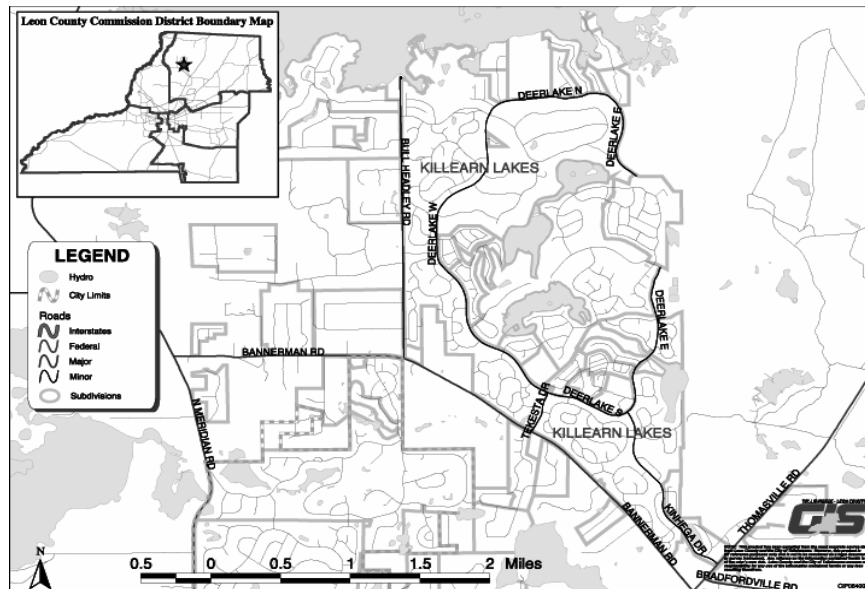 Leon County Commission District Boundary Map
DEERLAKE N
DEERLAKE E
BULL HEADLEY RD
KILLEARN LAKES
DEERLAKE W
LEGEND
Hydro
City Limits
Roads
Interstates
Federal
Major
Minor
Subdivisions
DEERLAKE E
BANNERMAN RD
N MERIDIAN RD
DEERLAKE S
TEKESTA DR
KILLEARN LAKES
THOMASVILLE RD
GIS
BANNERMAN RD
KINHEGA DR
BRADFORDVILLE RD
N
0.5 0 0.5 1 1.5 2 Miles